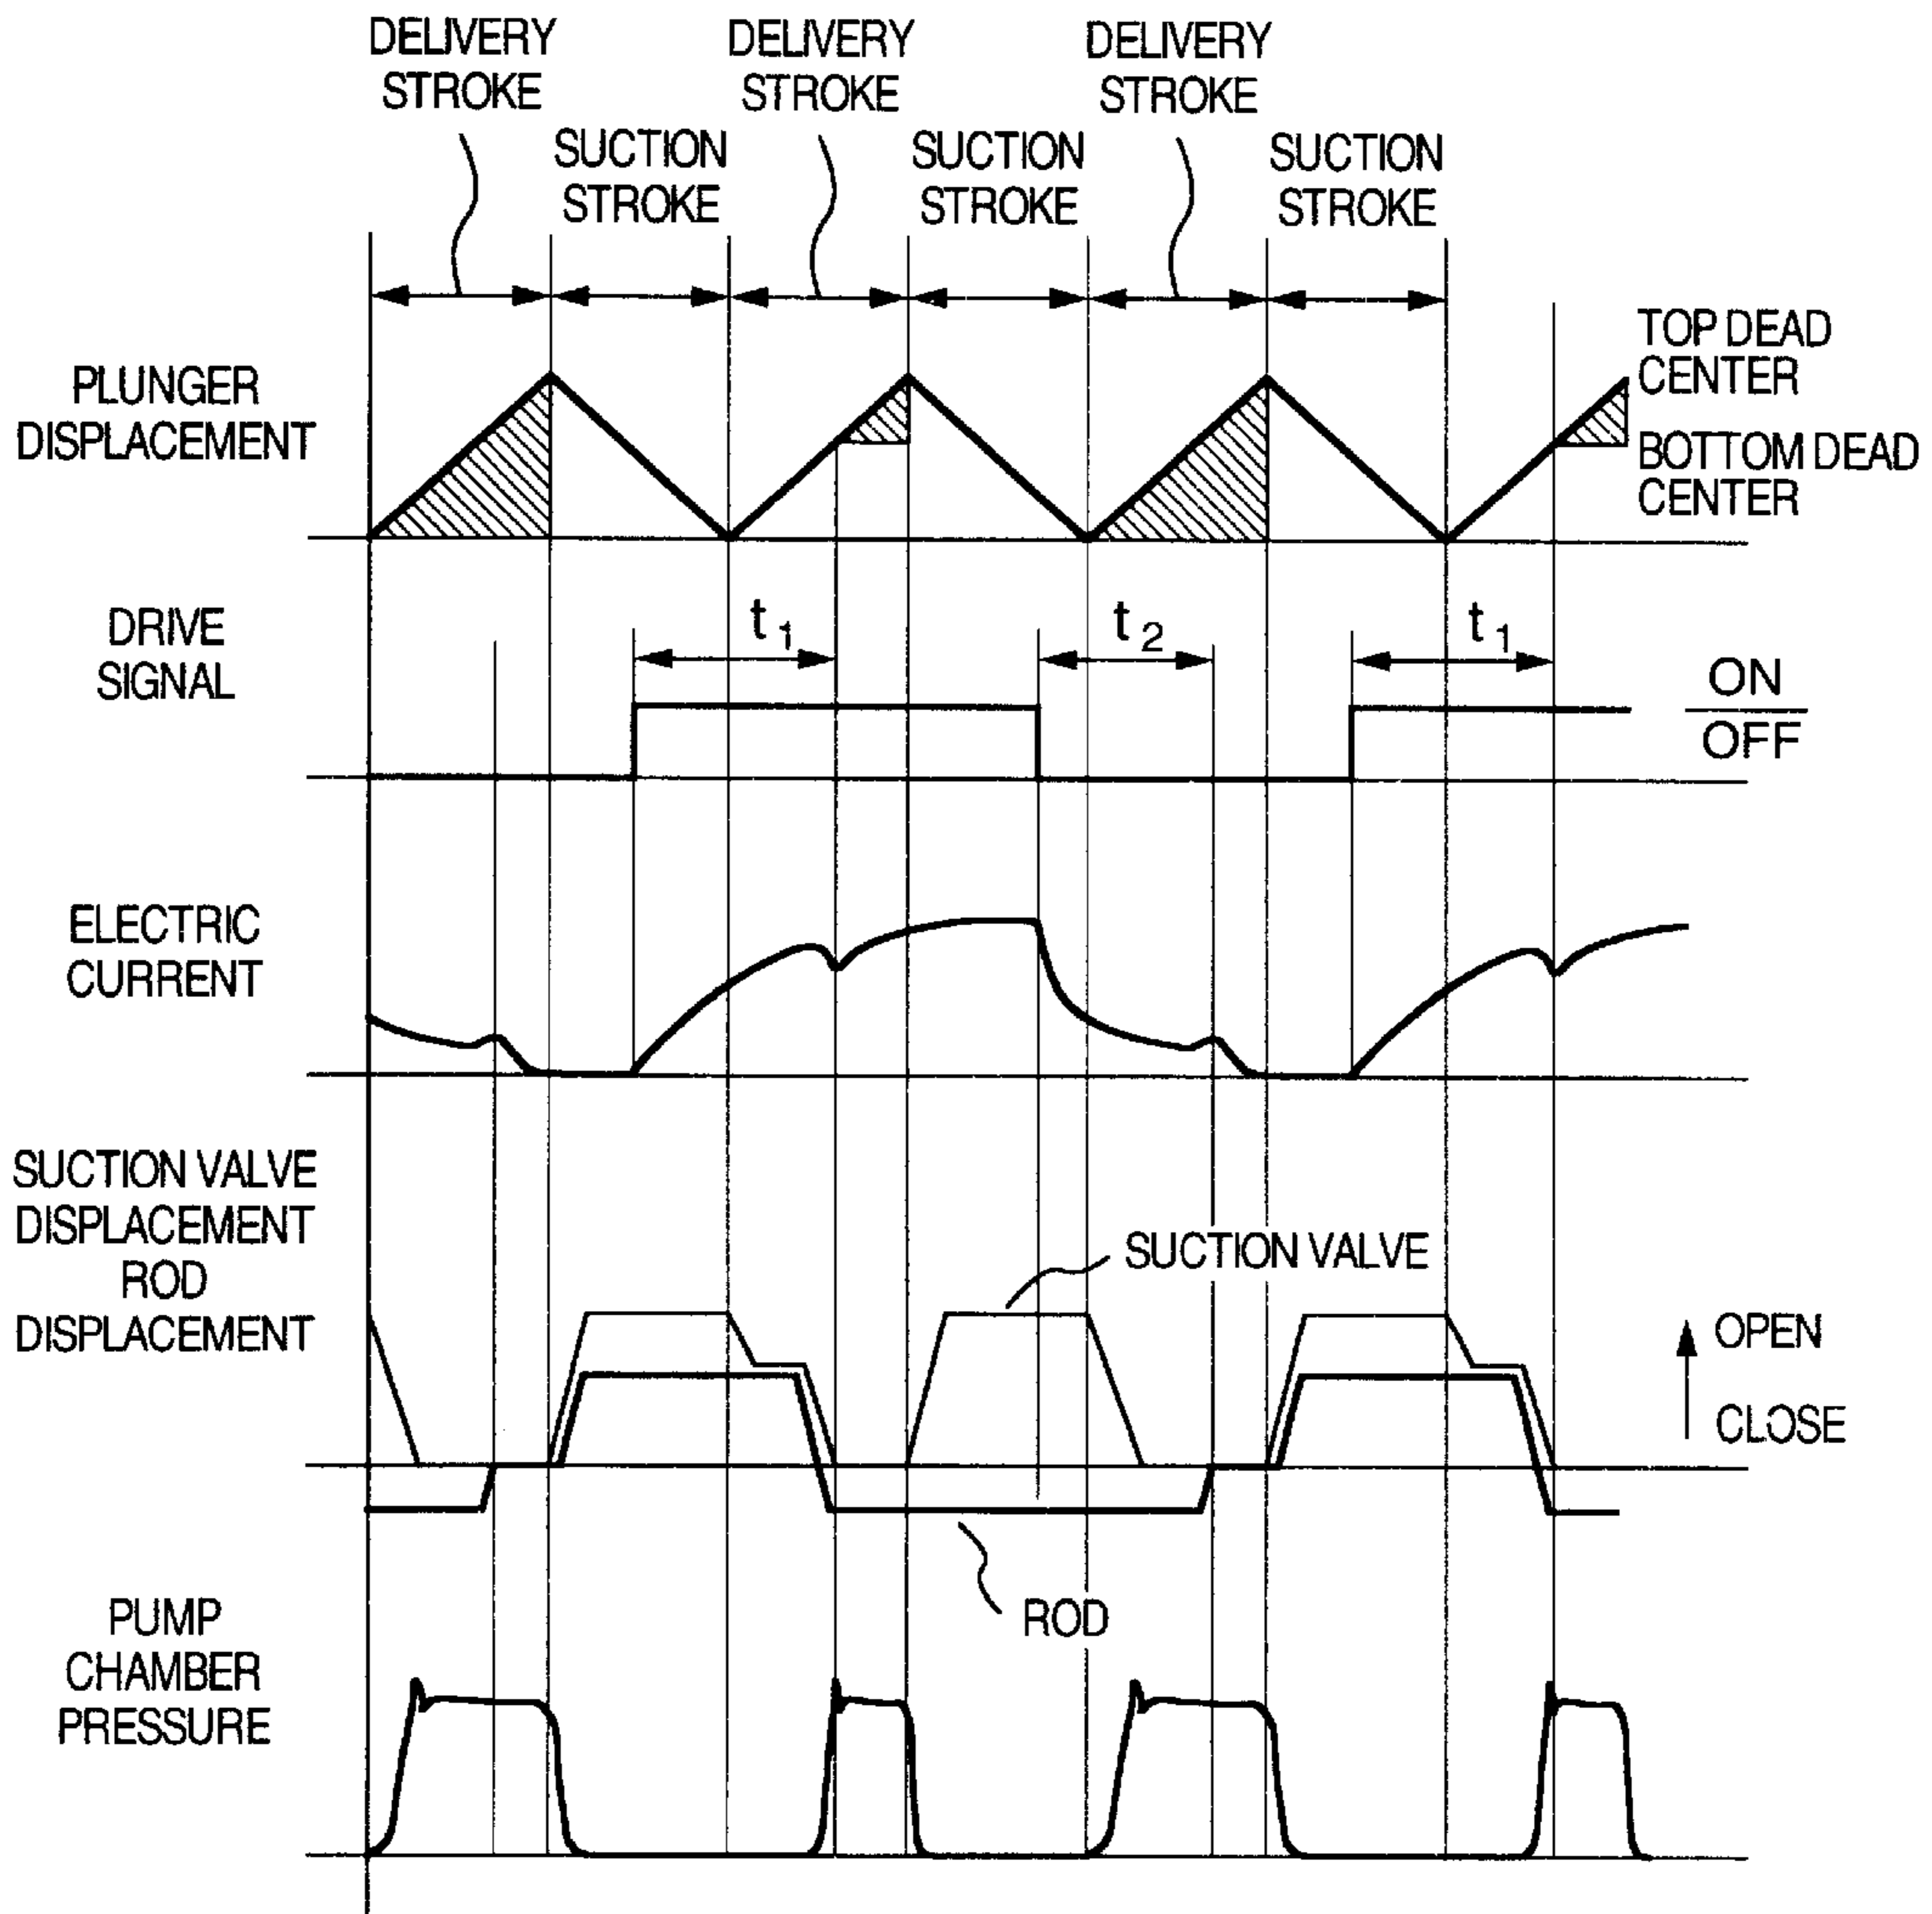 DELIVERY
STROKE
DELIVERY
STROKE
DELIVERY
STROKE
SUCTION
STROKE
SUCTION
STROKE
SUCTION
STROKE
PLUNGER
DISPLACEMENT
TOP DEAD
CENTER
BOTTOM DEAD
CENTER
DRIVE
SIGNAL
t1
t2
t1
ON
OFF
ELECTRIC
CURRENT
SUCTION VALVE
DISPLACEMENT
ROD
DISPLACEMENT
SUCTION VALVE
OPEN
CLOSE
ROD
PUMP
CHAMBER
PRESSURE